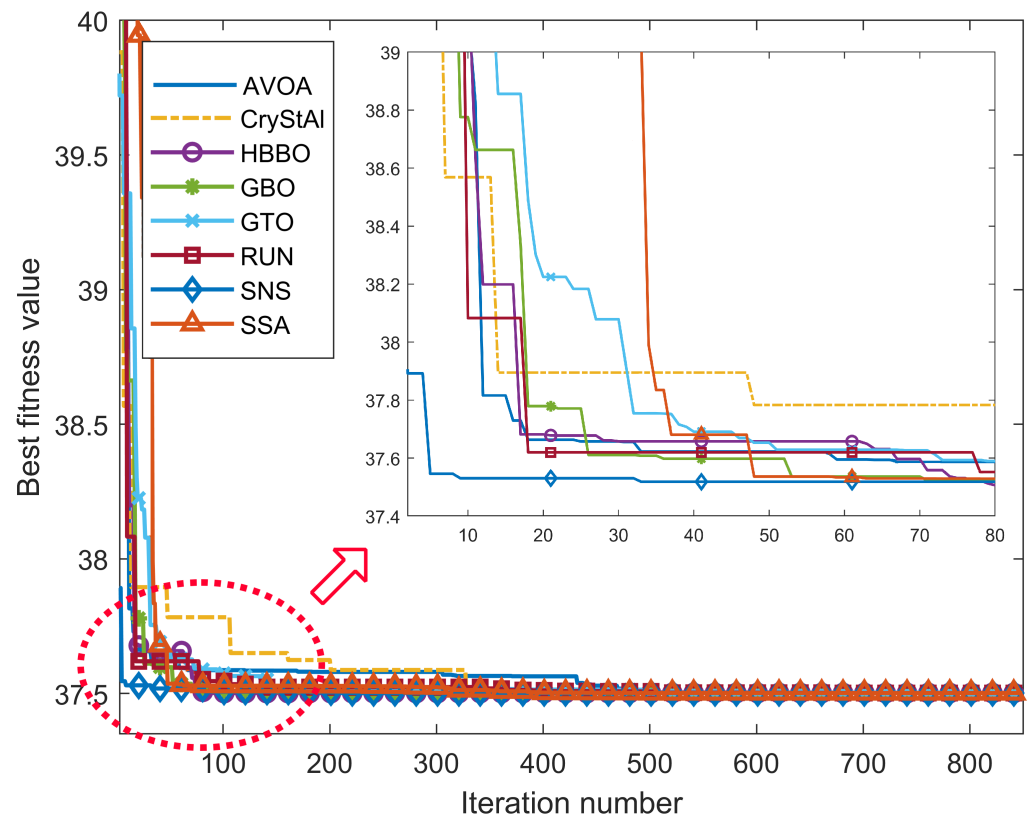 40
39.5
39
38.5
38
37.5
Best fitness value
AVOA
CryStAl
HBBO
GBO
GTO
RUN
SNS
SSA
39
38.8
38.6
38.4
38.2
38
37.8
37.6
37.4
10 20 30 40 50 60 70 80
100 200 300 400 500 600 700 800
Iteration number